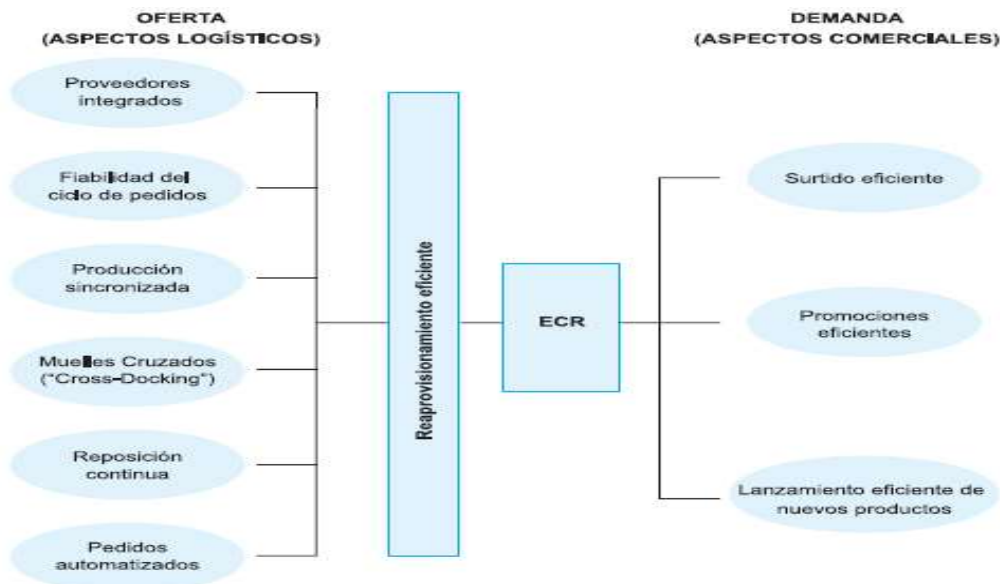 OFERTA
(ASPECTOS LOGÍSTICOS)
Proveedores
integrados
Fiabilidad del
ciclo de pedidos
Producción
sincronizada
Muelles Cruzados
("Cross-Docking")
Reposición
continua
Pedidos
automatizados
Reaprovisionamiento eficiente
ECR
DEMANDA
(ASPECTOS COMERCIALES)
Surtido eficiente
Promociones
eficientes
Lanzamiento eficiente de
nuevos productos